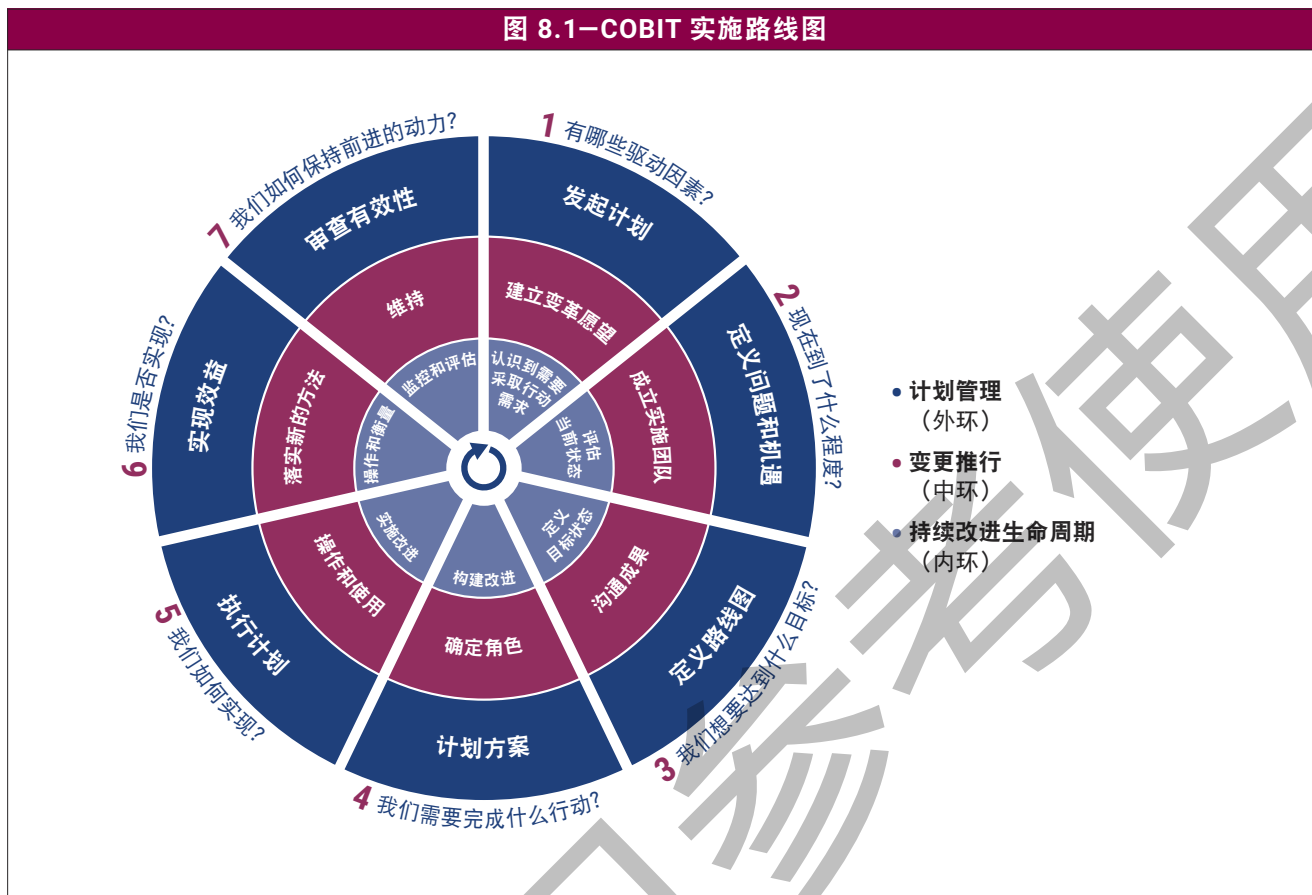 图 8.1—COBIT 实施路线图
1 有哪些驱动因素?
发起计划
建立变革愿望
认识到需要
采取行动
需求
2 现在到了什么程度?
定义问题和机遇
成立实施团队
评估
当前状态
3 我们想要达到什么目标?
定义路线图
沟通成果
定义
目标状态
4 我们需要完成什么行动?
计划方案
确定角色
构建改进
5 我们如何实现?
执行计划
操作和使用
实施改进
6 我们是否实现?
实现效益
落实新的方法
操作和衡量
7 我们如何保持前进的动力?
审查有效性
维持
监控和评估
• 计划管理
（外环）
• 变更推行
（中环）
• 持续改进生命周期
（内环）
参考使用